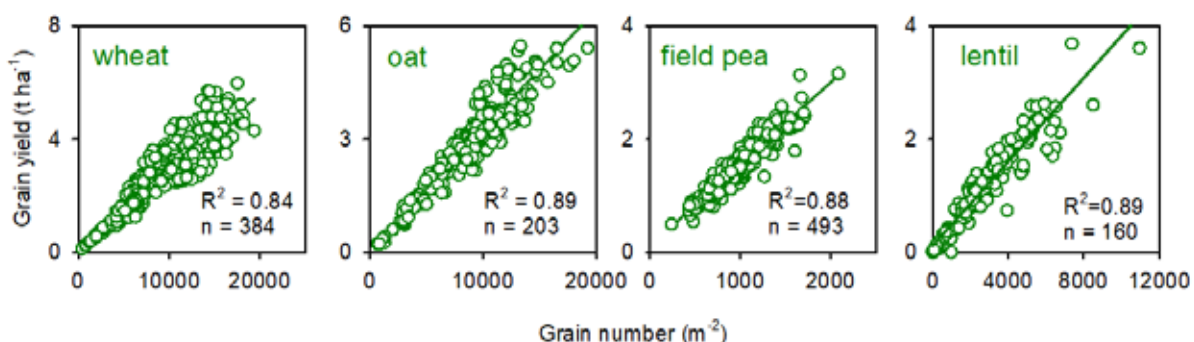 Grain yield (t ha⁻¹)
8
4
0
wheat
R² = 0.84
n = 384
0 10000 20000
6
3
0
oat
R² = 0.89
n = 203
0 10000 20000
4
2
0
field pea
R²=0.88
n = 493
0 1000 2000
4
2
0
lentil
R²=0.89
n = 160
0 4000 8000 12000
Grain number (m⁻²)